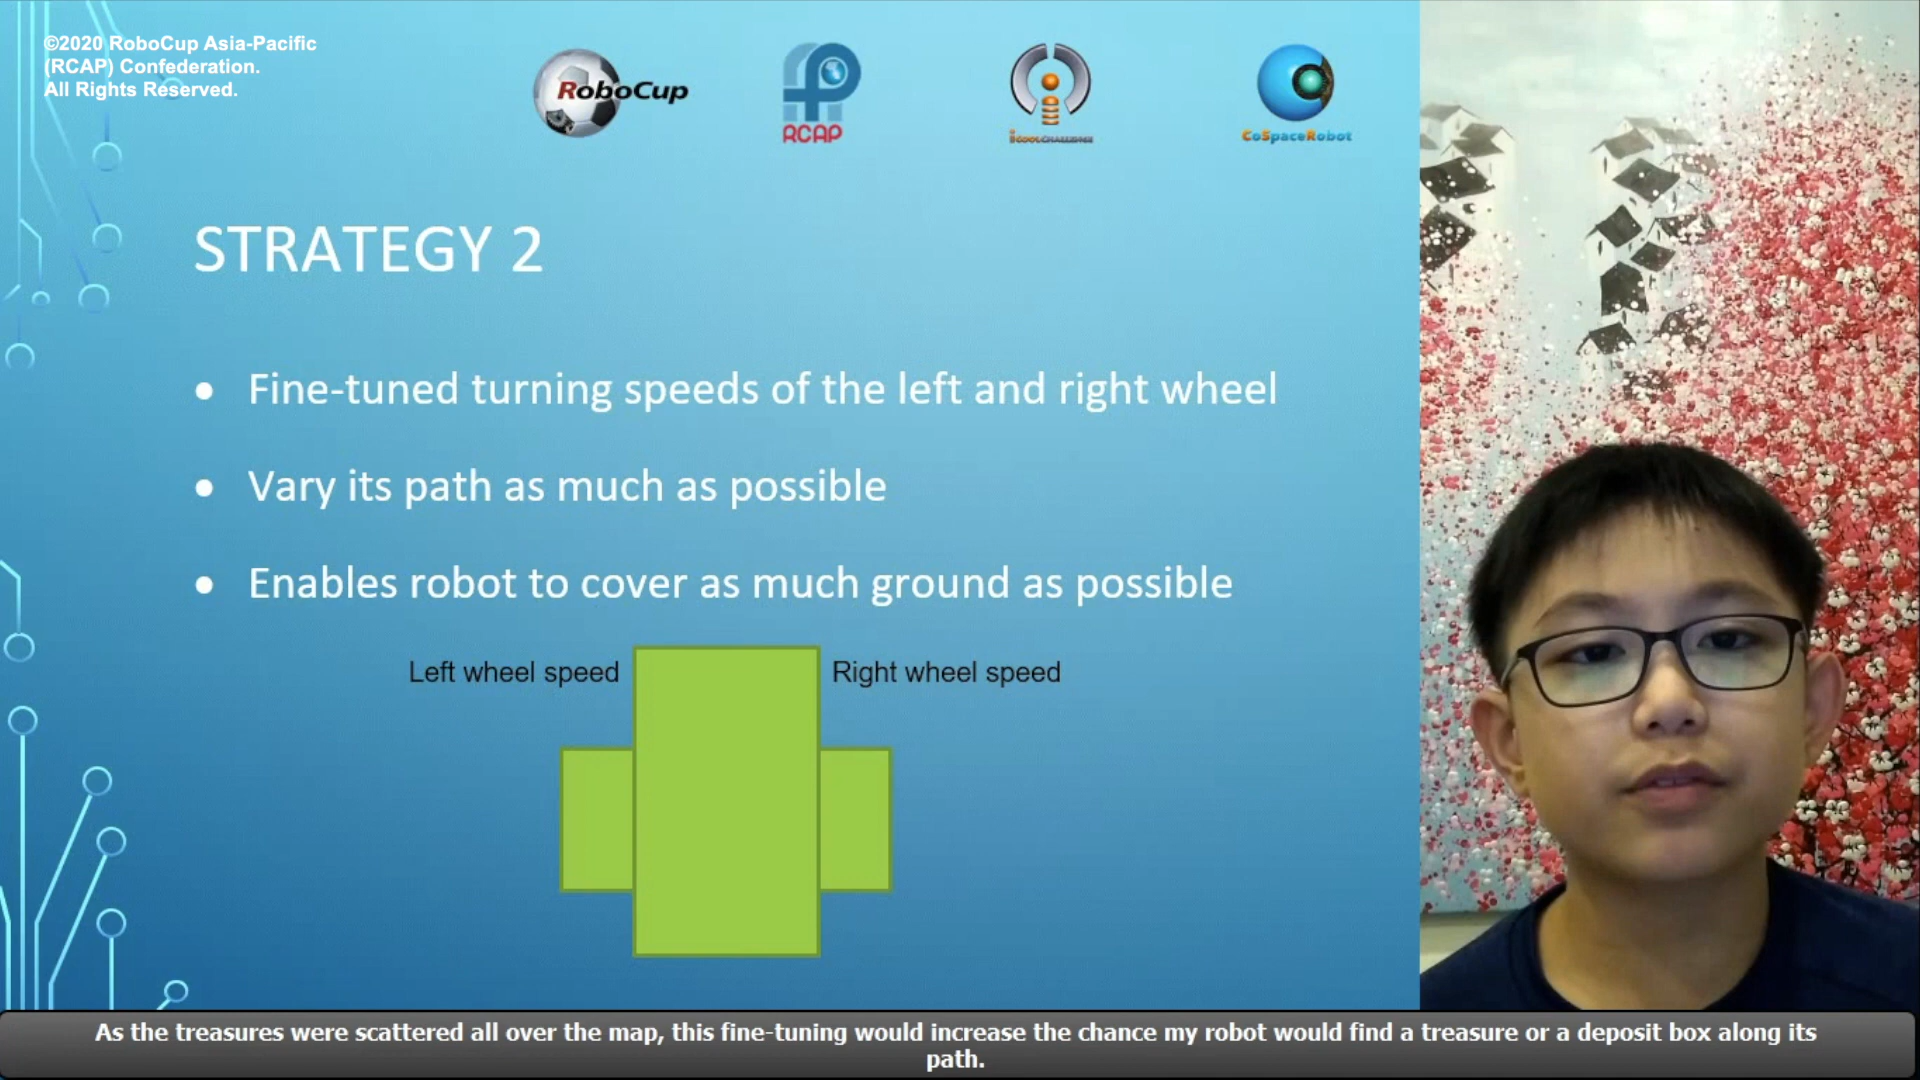 ©2020 RoboCup Asia-Pacific
(RCAP) Confederation.
All Rights Reserved.
RoboCup
RCAP
iCOOLCHALLENGE
CoSpaceRobot
STRATEGY 2
• Fine-tuned turning speeds of the left and right wheel
• Vary its path as much as possible
• Enables robot to cover as much ground as possible
Left wheel speed
Right wheel speed
As the treasures were scattered all over the map, this fine-tuning would increase the chance my robot would find a treasure or a deposit box along its
path.